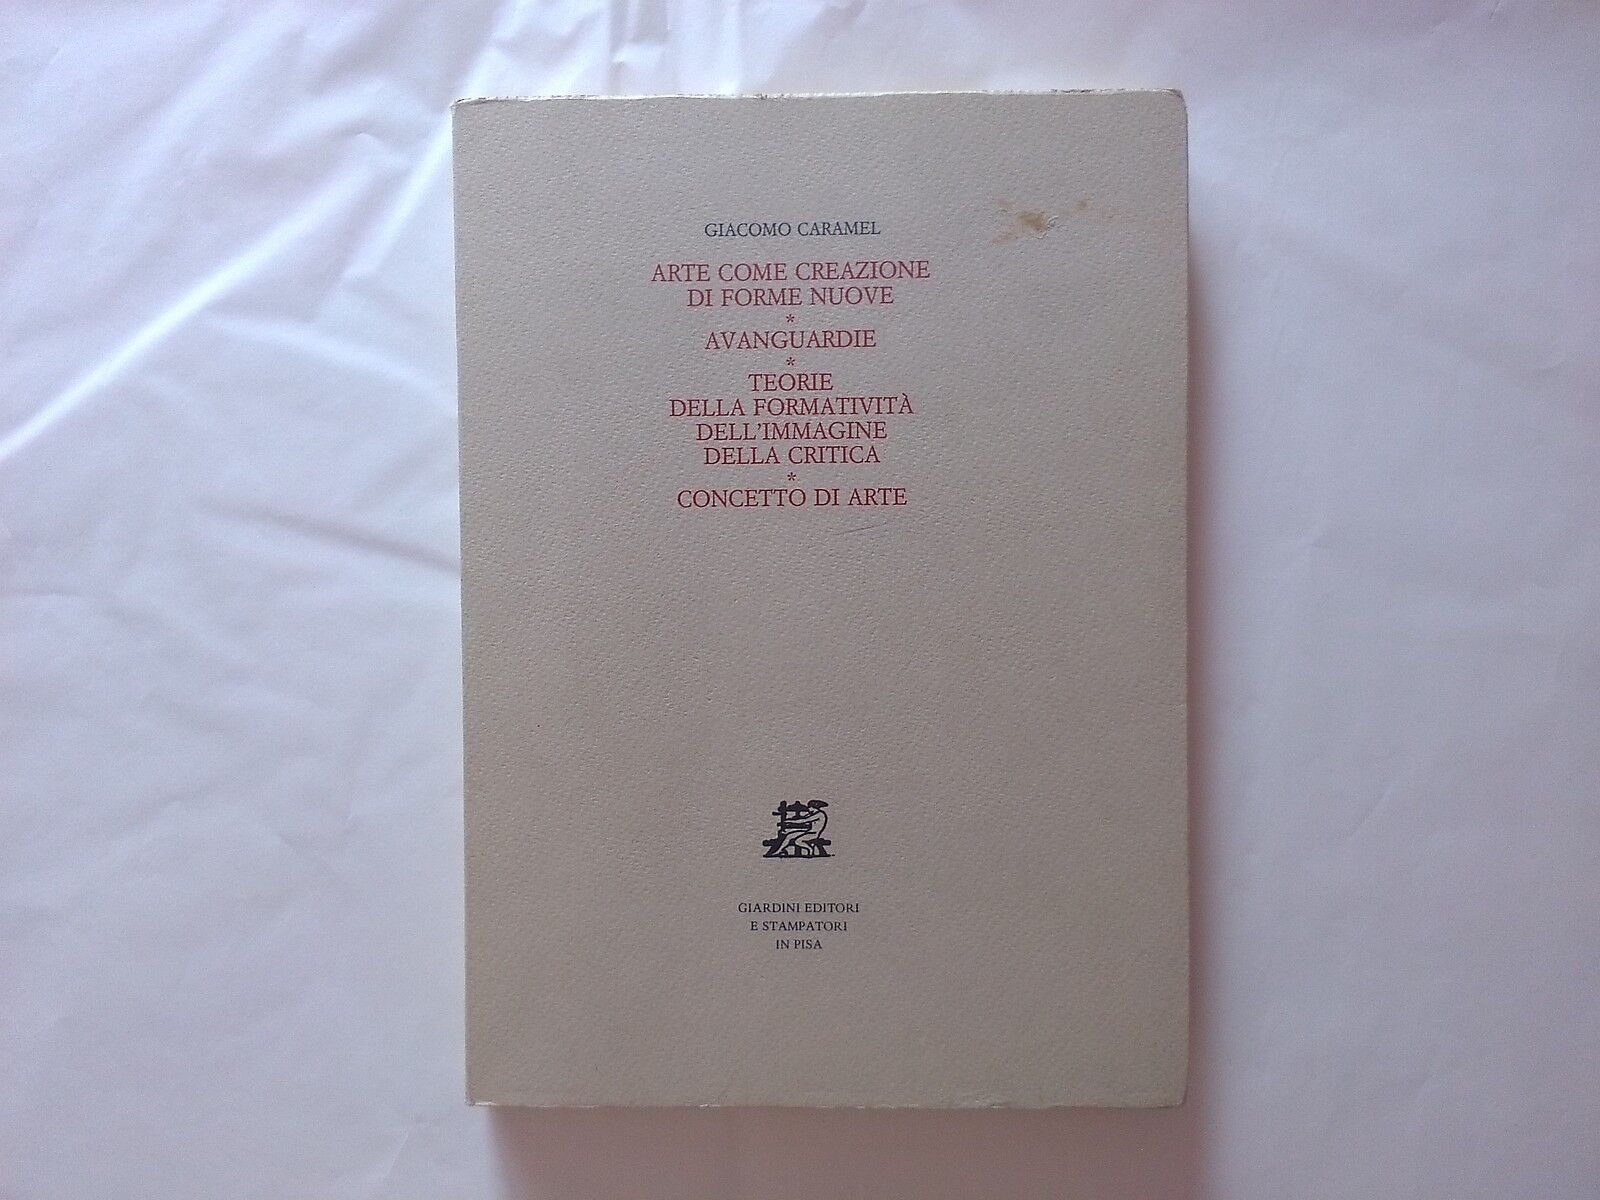 GIACOMO CARAMEL
ARTE COME CREAZIONE
DI FORME NUOVE
*
AVANGUARDIE
*
TEORIE
DELLA FORMATIVITÀ
DELL'IMMAGINE
DELLA CRITICA
*
CONCETTO DI ARTE
GIARDINI EDITORI
E STAMPATORI
IN PISA